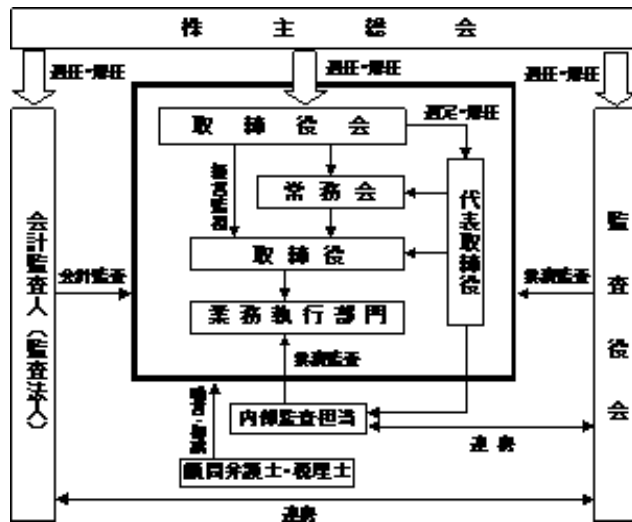 株主総会
選任・解任
選任・解任
選任・解任
取締役会
選定・解任
常務会
代表取締役
取締役
会計監査人(監査法人)
会計監査
業務監査
監査役会
業務執行部門
業務監査
内部監査担当
連携
顧問弁護士・税理士
連携